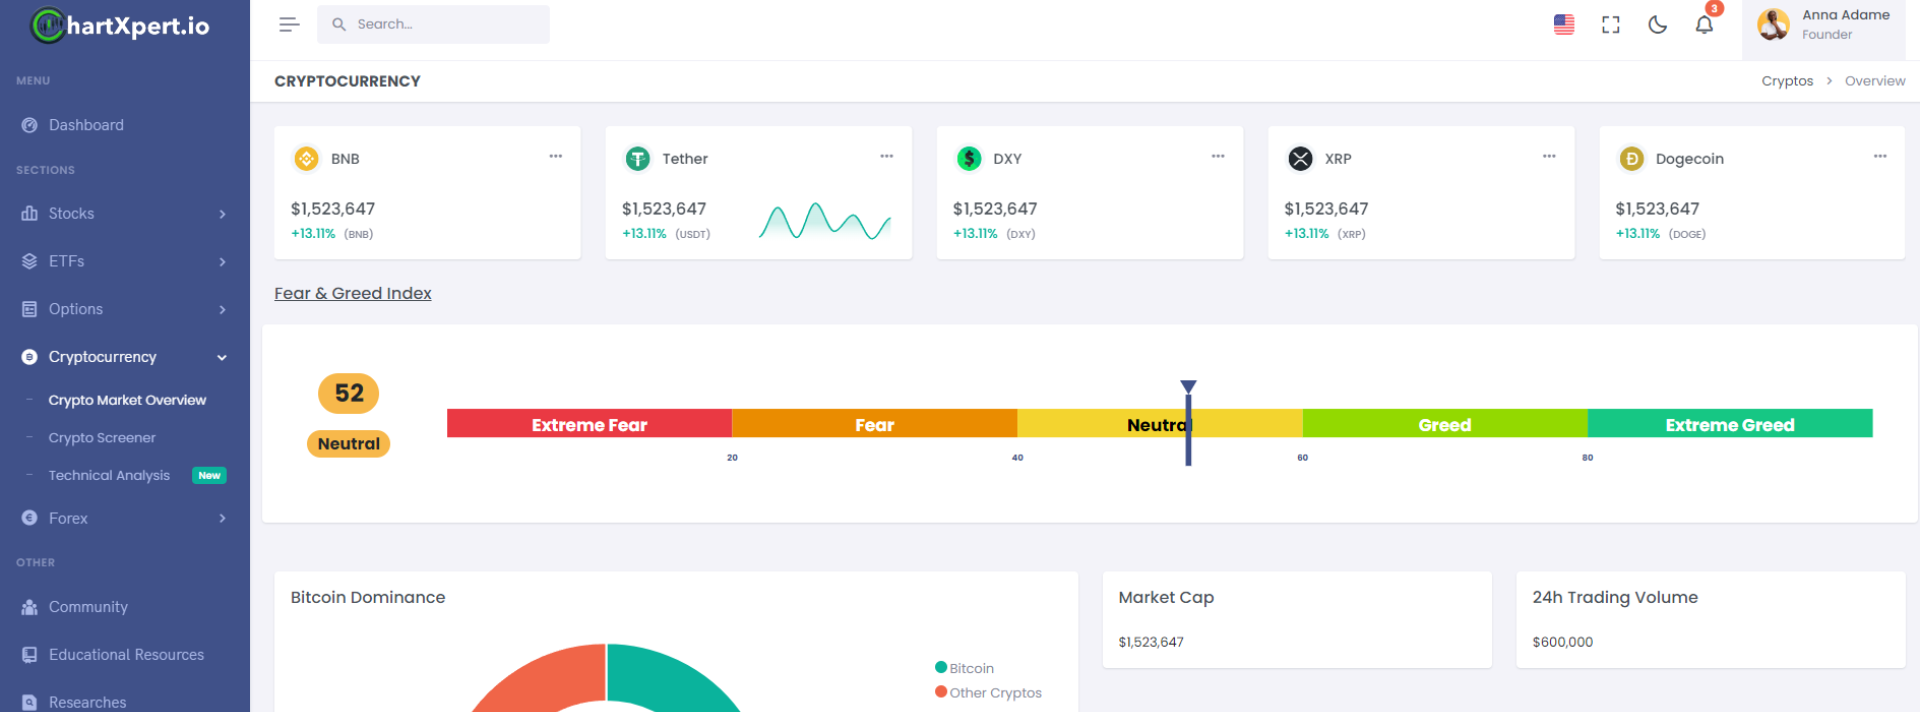 hartXpert.io
Search...
3
Anna Adame
Founder
MENU
Dashboard
SECTIONS
Stocks
ETFs
Options
Cryptocurrency
Crypto Market Overview
Crypto Screener
Technical Analysis New
Forex
OTHER
Community
Educational Resources
Researches
CRYPTOCURRENCY
Cryptos > Overview
BNB
$1,523,647
+13.11% (BNB)
Tether
$1,523,647
+13.11% (USDT)
DXY
$1,523,647
+13.11% (DXY)
XRP
$1,523,647
+13.11% (XRP)
Dogecoin
$1,523,647
+13.11% (DOGE)
Fear & Greed Index
52
Neutral
Extreme Fear Fear Neutral Greed Extreme Greed
20 40 60 80
Bitcoin Dominance
Bitcoin
Other Cryptos
Market Cap
$1,523,647
24h Trading Volume
$600,000